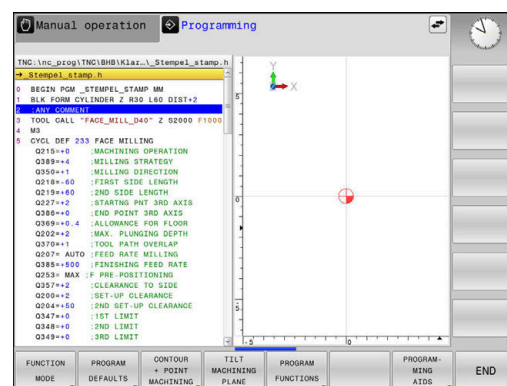 Manual operation
Programming
TNC:\nc_prog\TNC\BHB\Klar…\_Stempel_stamp.h
→_Stempel_stamp.h
0 BEGIN PGM _STEMPEL_STAMP MM
1 BLK FORM CYLINDER Z R30 L60 DIST+2
2 ;ANY COMMENT
3 TOOL CALL "FACE_MILL_D40" Z S2000 F1000
4 M3
5 CYCL DEF 233 FACE MILLING
Q215=+0 ;MACHINING OPERATION
Q389=+4 ;MILLING STRATEGY
Q350=+1 ;MILLING DIRECTION
Q218=-60 ;FIRST SIDE LENGTH
Q219=+60 ;2ND SIDE LENGTH
Q227=+2 ;STARTNG PNT 3RD AXIS
Q386=+0 ;END POINT 3RD AXIS
Q369=+0.4 ;ALLOWANCE FOR FLOOR
Q202=+2 ;MAX. PLUNGING DEPTH
Q370=+1 ;TOOL PATH OVERLAP
Q207= AUTO ;FEED RATE MILLING
Q385=+500 ;FINISHING FEED RATE
Q253= MAX ;F PRE-POSITIONING
Q357=+2 ;CLEARANCE TO SIDE
Q200=+2 ;SET-UP CLEARANCE
Q204=+50 ;2ND SET-UP CLEARANCE
Q347=+0 ;1ST LIMIT
Q348=+0 ;2ND LIMIT
Q349=+0 ;3RD LIMIT
Y
X
5
0
-5
-5
0
FUNCTION MODE
PROGRAM DEFAULTS
CONTOUR + POINT MACHINING
TILT MACHINING PLANE
PROGRAM FUNCTIONS
PROGRAM- MING AIDS
END